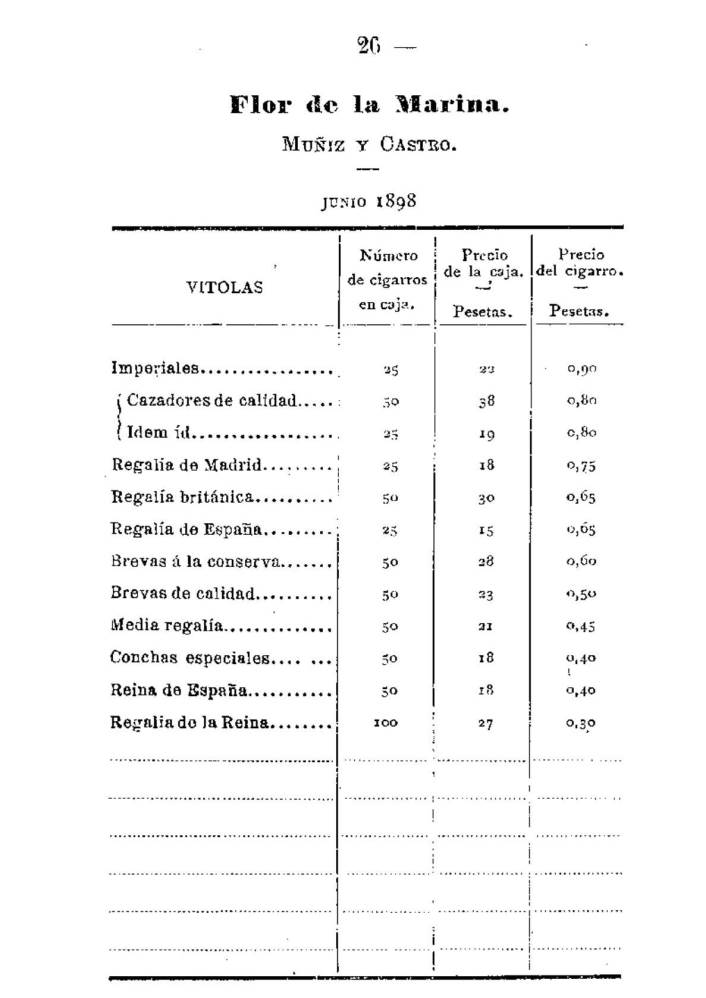 26 —
Flor de la Marina.
MUÑIZ Y CASTRO.
JUNIO 1898
VITOLAS
Número de cigarros en caja.
Precio de la caja. — Pesetas.
Precio del cigarro. — Pesetas.
Imperiales................. 25 22 0,90
Cazadores de calidad..... 50 38 0,80
Idem íd.................. 25 19 0,80
Regalía de Madrid......... 25 18 0,75
Regalía británica.......... 50 30 0,65
Regalía de España......... 25 15 0,65
Brevas á la conserva....... 50 28 0,60
Brevas de calidad.......... 50 23 0,50
Media regalía.............. 50 21 0,45
Conchas especiales.... ... 50 18 0,40
Reina de España........... 50 18 0,40
Regalía de la Reina........ 100 27 0,30